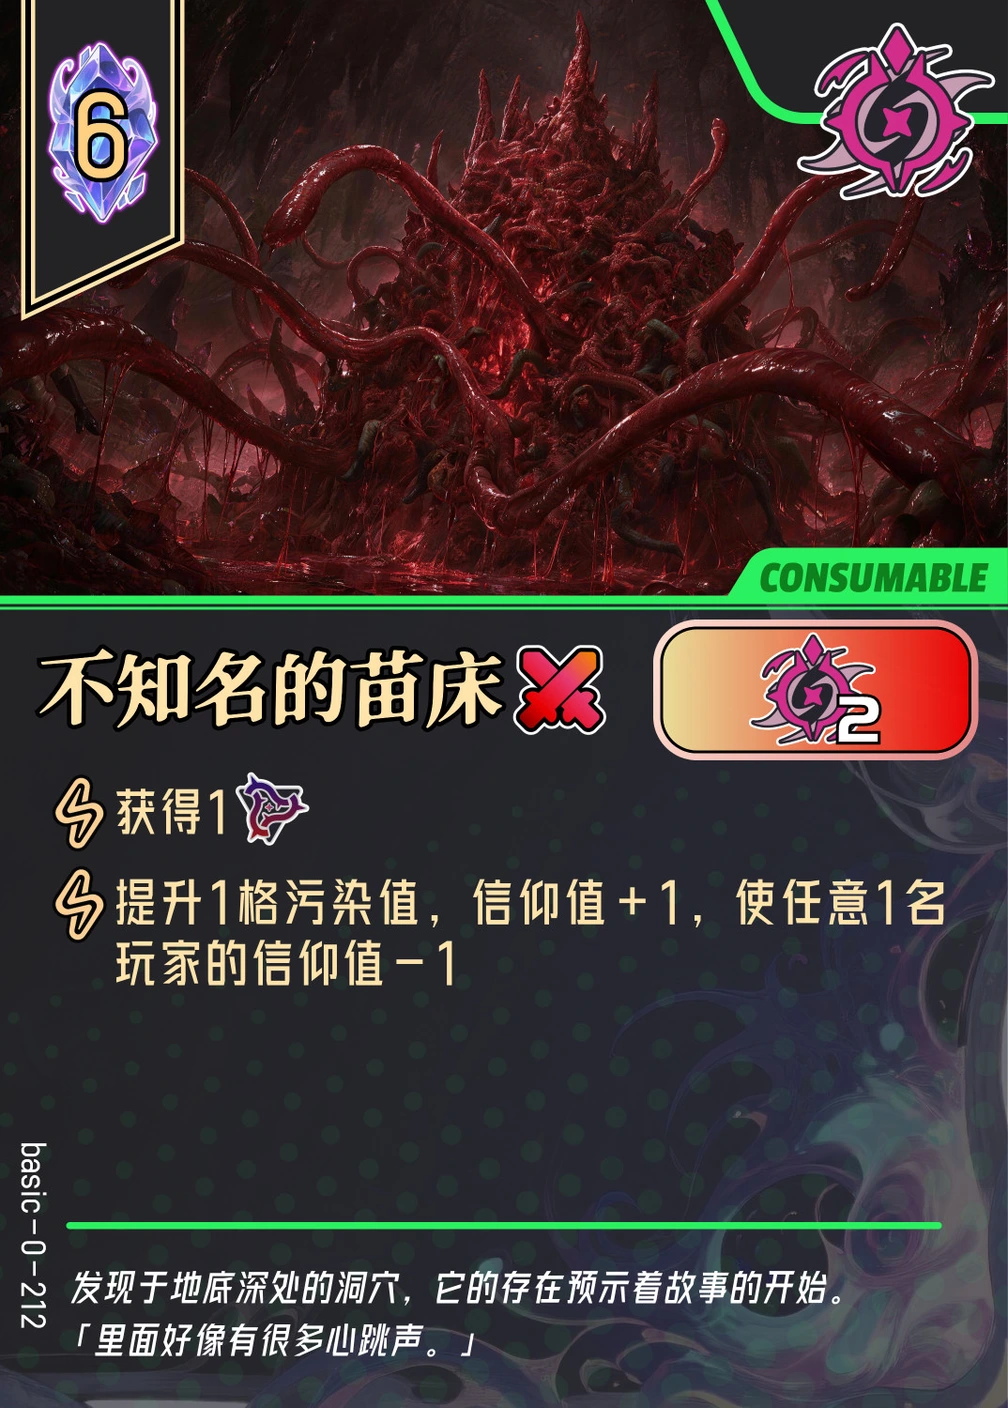 6
CONSUMABLE
不知名的苗床
2
获得1
提升1格污染值，信仰值+1，使任意1名
玩家的信仰值-1
basic-0-212
发现于地底深处的洞穴，它的存在预示着故事的开始。
「里面好像有很多心跳声。」